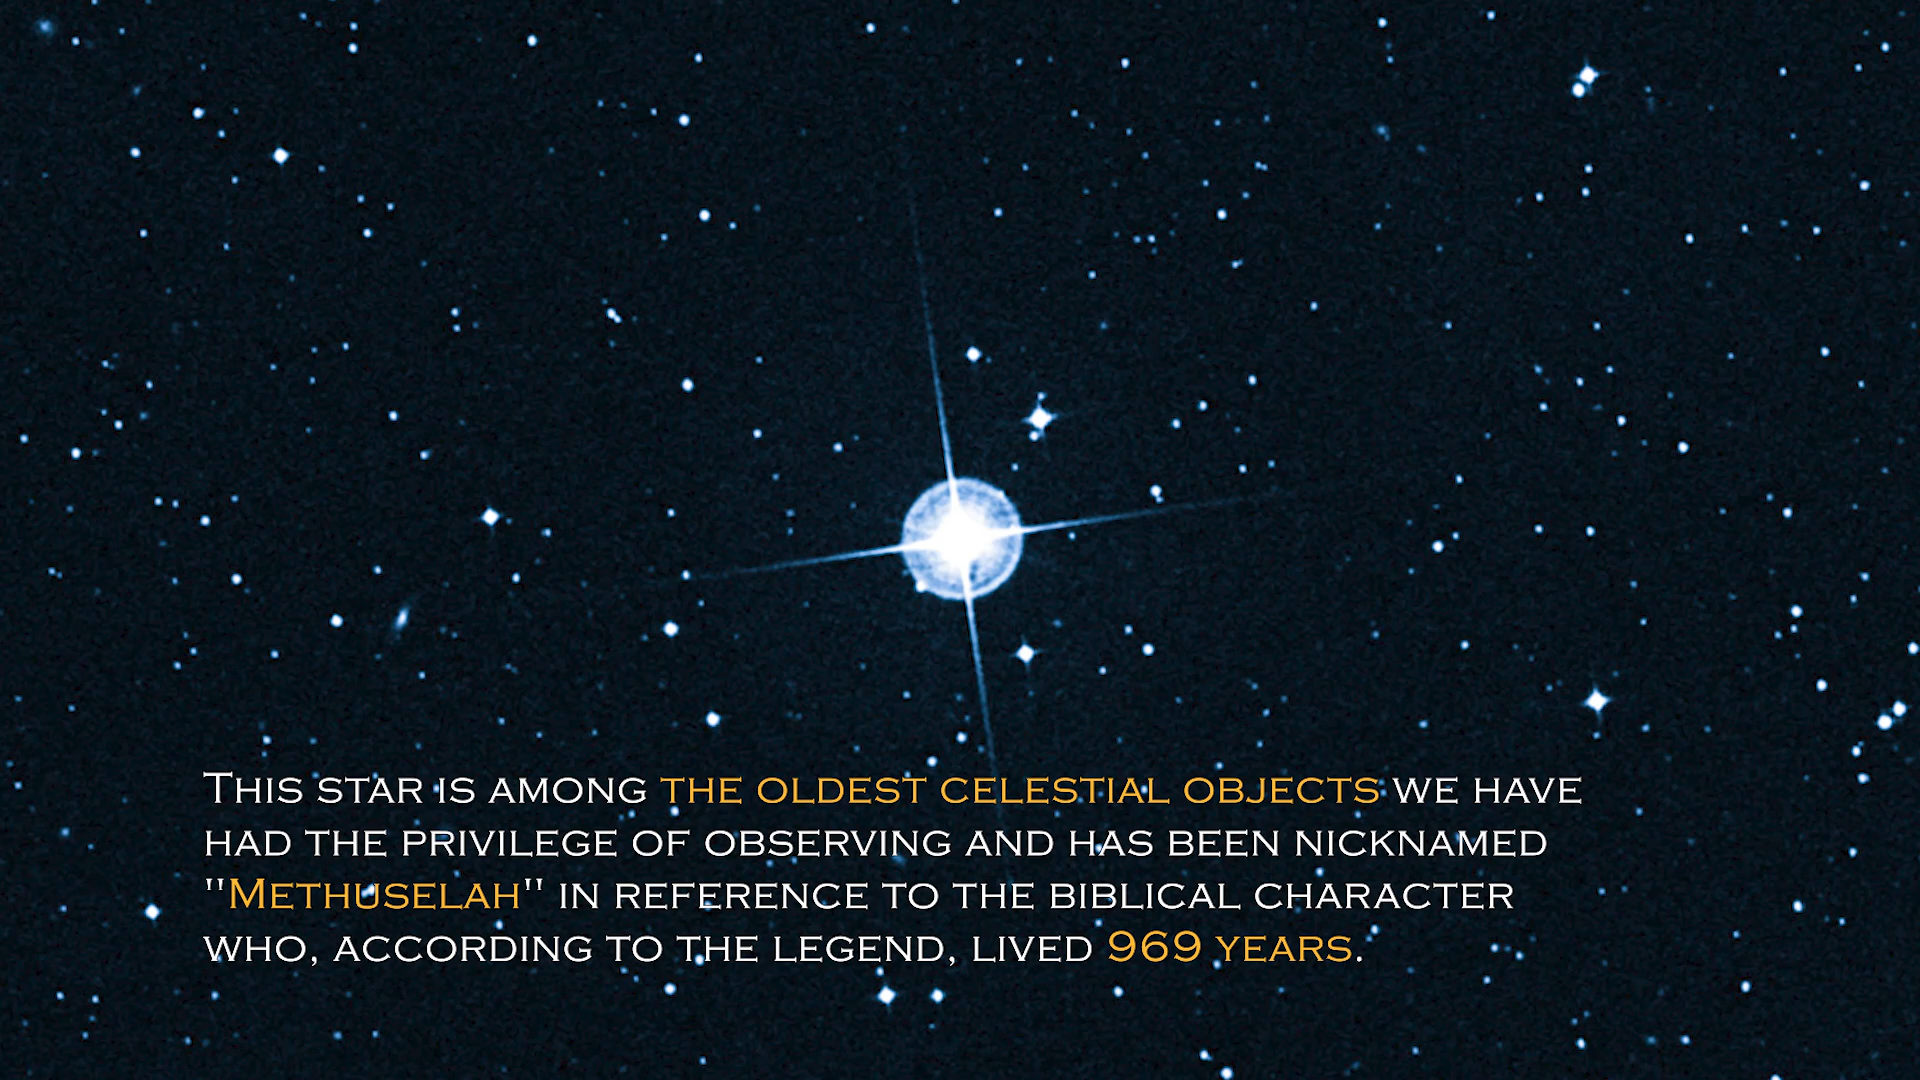 This star is among the oldest celestial objects we have
had the privilege of observing and has been nicknamed
"Methuselah" in reference to the biblical character
who, according to the legend, lived 969 years.